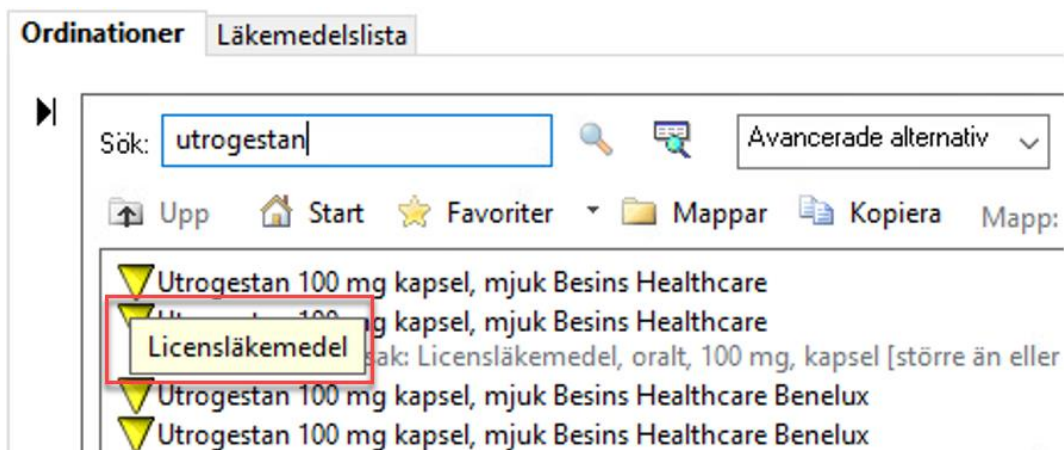 Ordinationer Läkemedelslista
Sök: utrogestan Avancerade alternativ
Upp Start Favoriter Mappar Kopiera Mapp:
Utrogestan 100 mg kapsel, mjuk Besins Healthcare
mg kapsel, mjuk Besins Healthcare
Licensläkemedel
sak: Licensläkemedel, oralt, 100 mg, kapsel [större än eller
Utrogestan 100 mg kapsel, mjuk Besins Healthcare Benelux
Utrogestan 100 mg kapsel, mjuk Besins Healthcare Benelux